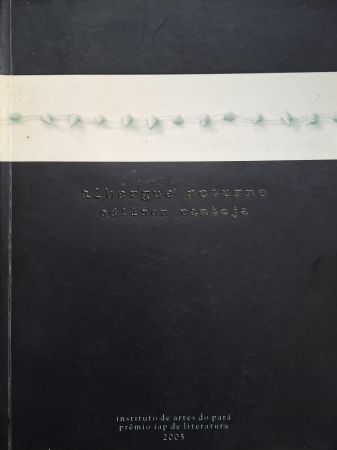 albergue noturno
edilson pantoja
instituto de artes do pará
prêmio iap de literatura
2005